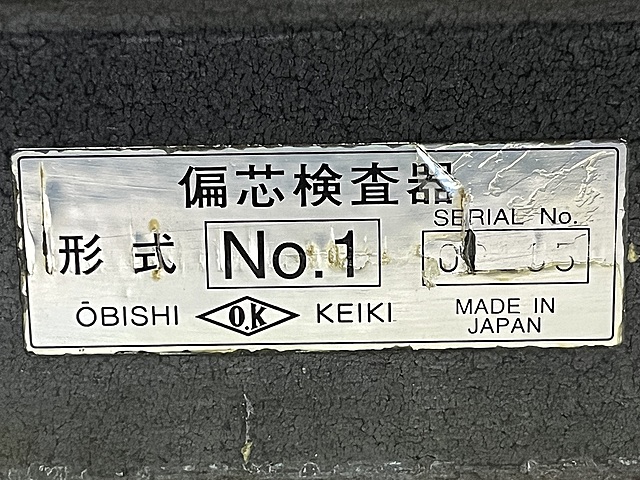 偏芯検査器
形式 No.1
SERIAL No.
ŌBISHI O.K KEIKI
MADE IN
JAPAN